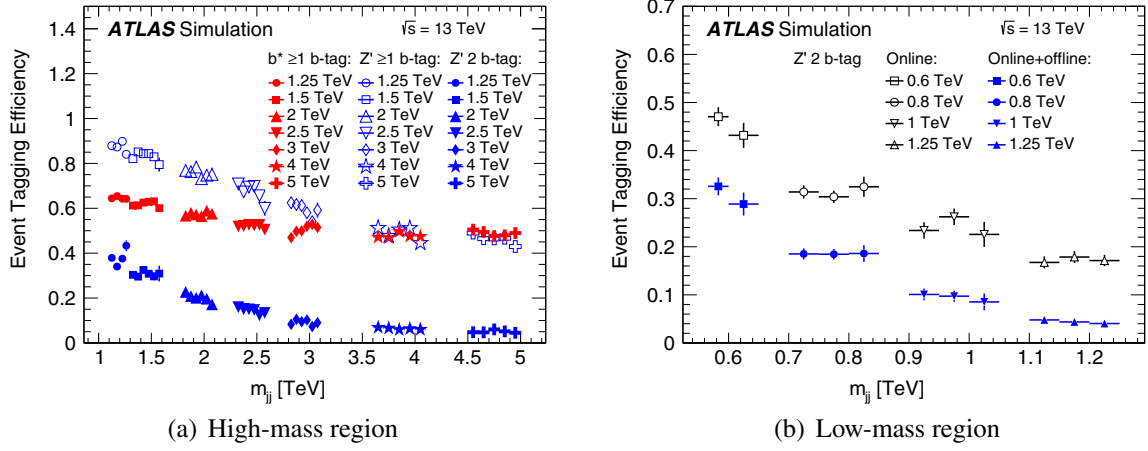 ATLAS Simulation
√s = 13 TeV
b* ≥1 b-tag: Z' ≥1 b-tag: Z' 2 b-tag:
1.25 TeV 1.25 TeV 1.25 TeV
1.5 TeV 1.5 TeV 1.5 TeV
2 TeV 2 TeV 2 TeV
2.5 TeV 2.5 TeV 2.5 TeV
3 TeV 3 TeV 3 TeV
4 TeV 4 TeV 4 TeV
5 TeV 5 TeV 5 TeV
Event Tagging Efficiency
1.4
1.2
1
0.8
0.6
0.4
0.2
0
1 1.5 2 2.5 3 3.5 4 4.5 5
m_jj [TeV]
(a) High-mass region
ATLAS Simulation
√s = 13 TeV
Z' 2 b-tag Online: Online+offline:
0.6 TeV 0.6 TeV
0.8 TeV 0.8 TeV
1 TeV 1 TeV
1.25 TeV 1.25 TeV
Event Tagging Efficiency
0.7
0.6
0.5
0.4
0.3
0.2
0.1
0
0.6 0.7 0.8 0.9 1 1.1 1.2
m_jj [TeV]
(b) Low-mass region